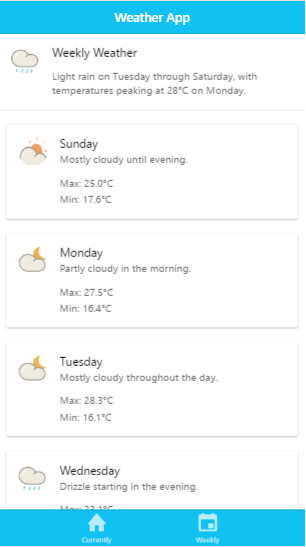 Weather App
Weekly Weather
Light rain on Tuesday through Saturday, with
temperatures peaking at 28°C on Monday.
Sunday
Mostly cloudy until evening.
Max: 25.0°C
Min: 17.6°C
Monday
Partly cloudy in the morning.
Max: 27.5°C
Min: 16.4°C
Tuesday
Mostly cloudy throughout the day.
Max: 28.3°C
Min: 16.1°C
Wednesday
Drizzle starting in the evening.
Max: 23.1°C
Currently
Weekly